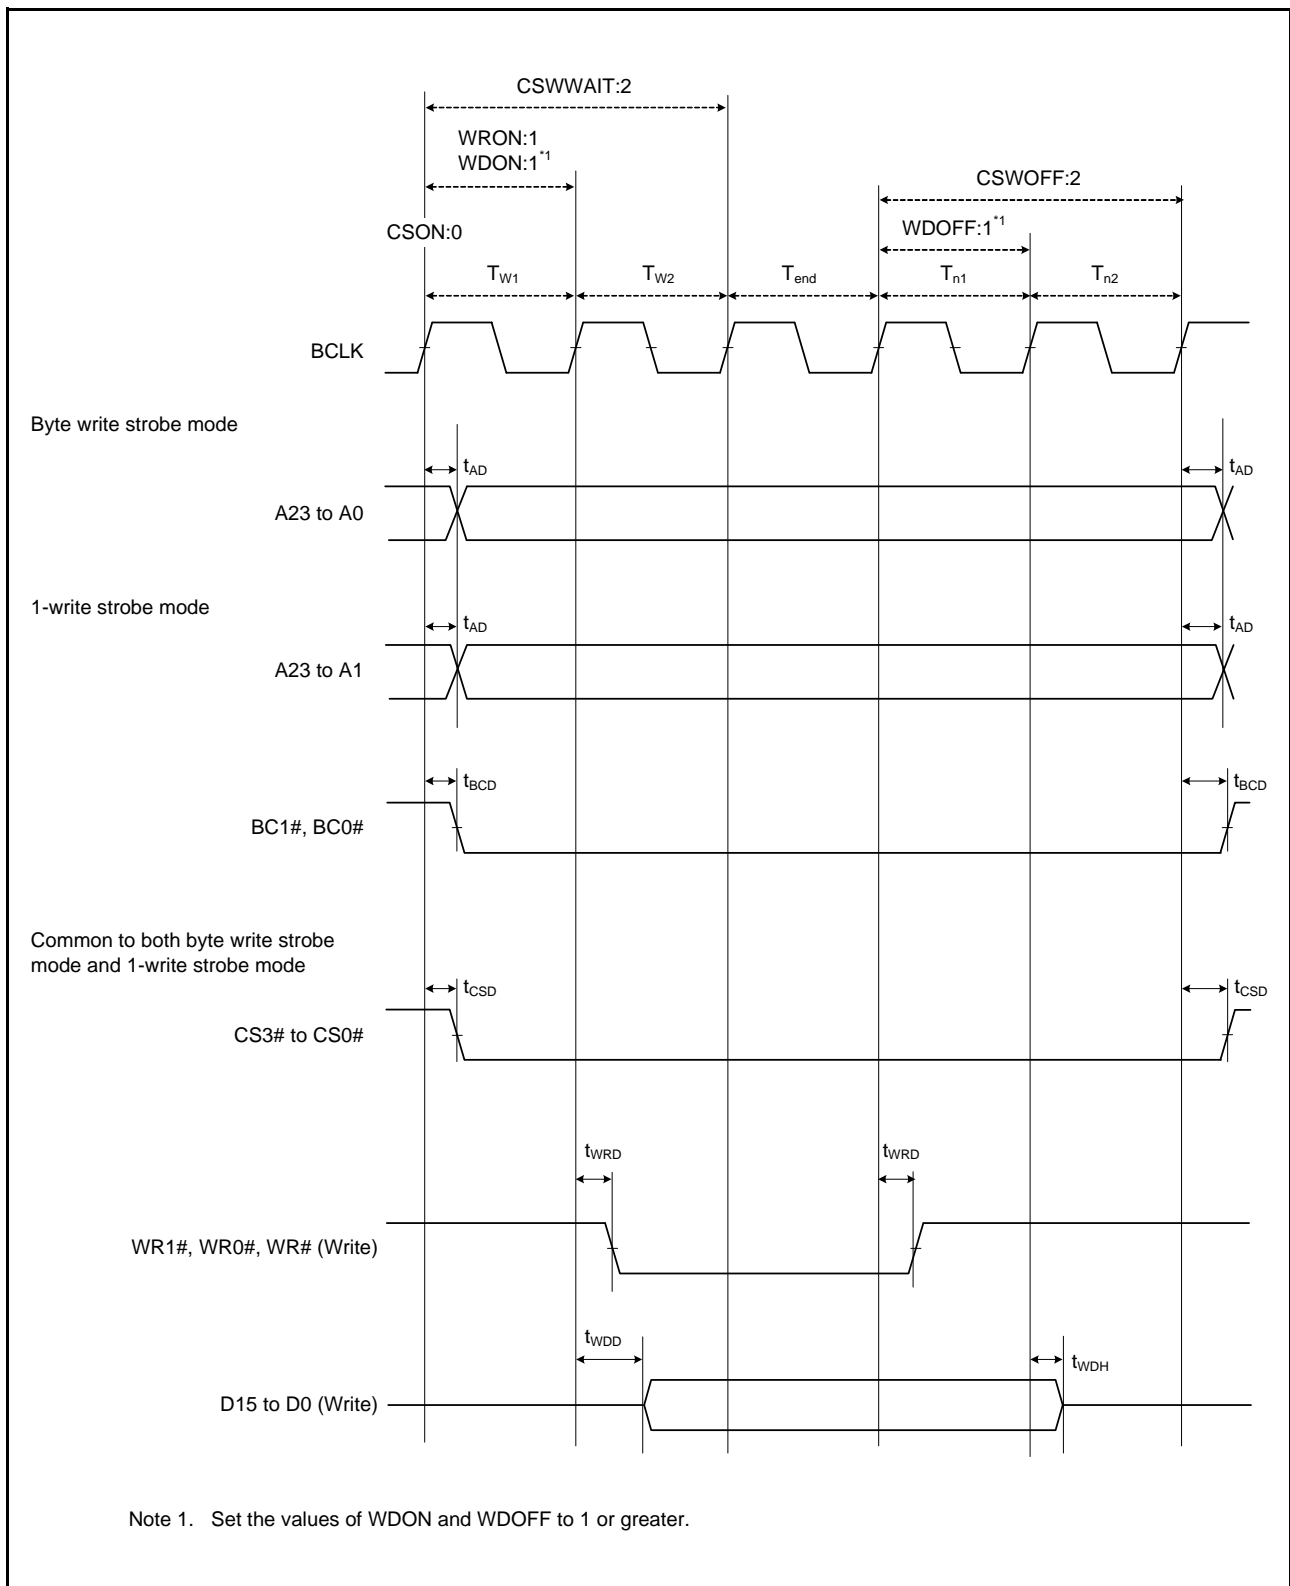 CSWWAIT:2
WRON:1
WDON:1*1
CSWOFF:2
WDOFF:1*1
CSON:0
TW1
TW2
Tend
Tn1
Tn2
BCLK
Byte write strobe mode
tAD
tAD
A23 to A0
1-write strobe mode
tAD
tAD
A23 to A1
tBCD
tBCD
BC1#, BC0#
Common to both byte write strobe
mode and 1-write strobe mode
tCSD
tCSD
CS3# to CS0#
tWRD
tWRD
WR1#, WR0#, WR# (Write)
tWDD
tWDH
D15 to D0 (Write)
Note 1. Set the values of WDON and WDOFF to 1 or greater.